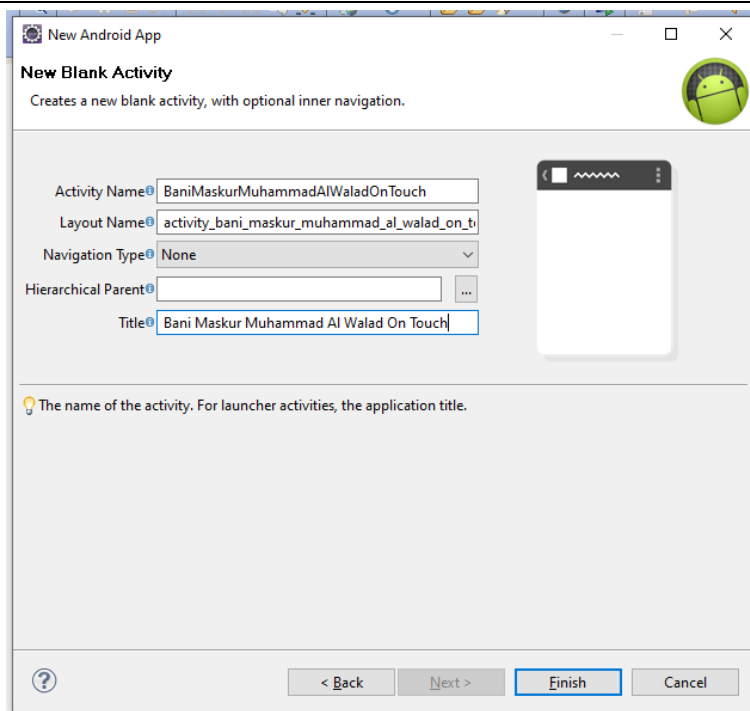 New Android App
New Blank Activity
Creates a new blank activity, with optional inner navigation.
Activity Name BaniMaskurMuhammadAlWaladOnTouch
Layout Name activity_bani_maskur_muhammad_al_walad_on_t
Navigation Type None
Hierarchical Parent ...
Title Bani Maskur Muhammad Al Walad On Touch
The name of the activity. For launcher activities, the application title.
? < Back Next > Finish Cancel